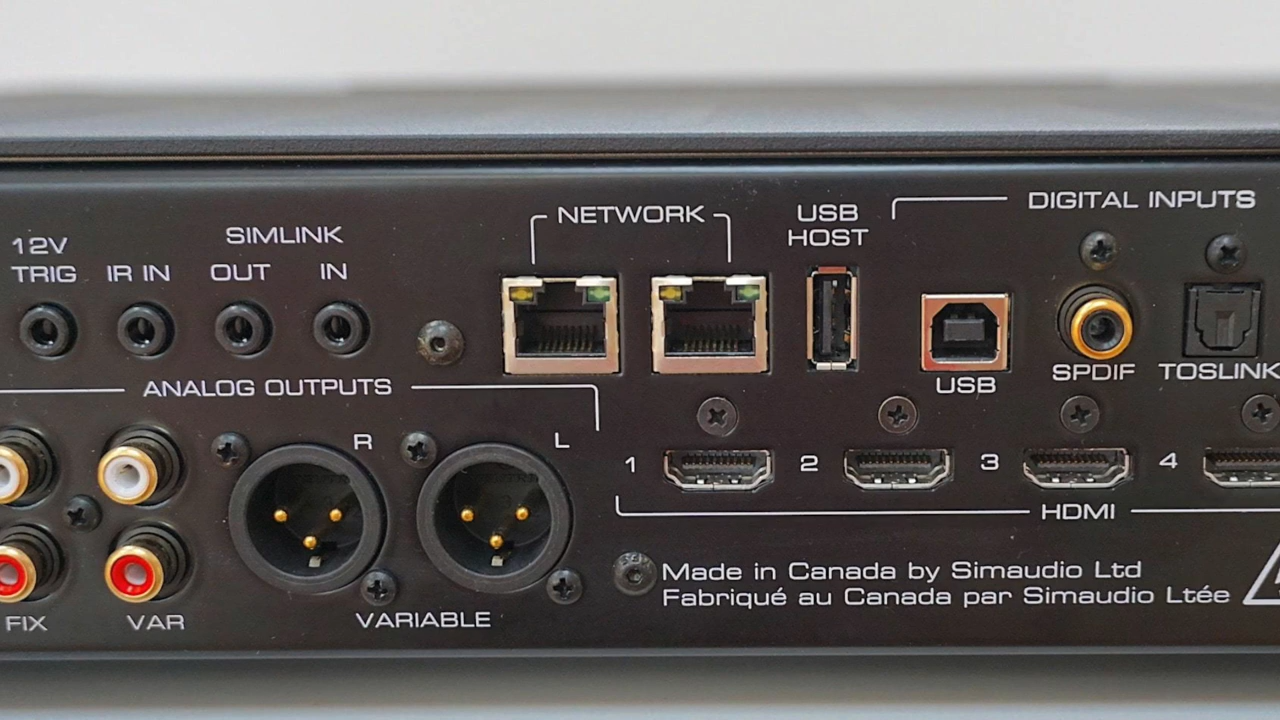 12V
TRIG
IR IN
SIMLINK
OUT
IN
NETWORK
USB
HOST
DIGITAL INPUTS
USB
SPDIF
TOSLINK
ANALOG OUTPUTS
R
L
1
2
3
4
HDMI
FIX
VAR
VARIABLE
Made in Canada by Simaudio Ltd
Fabriqué au Canada par Simaudio Ltée